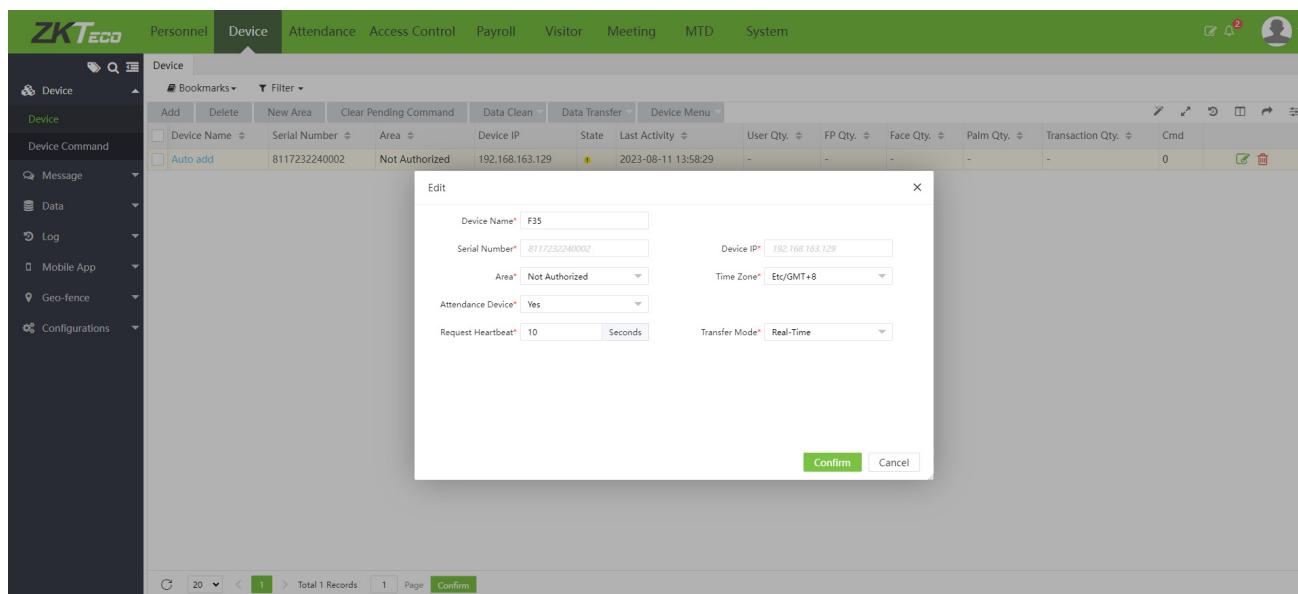 ZKTECO Personnel Device Attendance Access Control Payroll Visitor Meeting MTD System 2
Device
Device
Bookmarks Filter
Device
Add Delete New Area Clear Pending Command Data Clean Data Transfer Device Menu
Device Command
Device Name Serial Number Area Device IP State Last Activity User Qty. FP Qty. Face Qty. Palm Qty. Transaction Qty. Cmd
Auto add 8117232240002 Not Authorized 192.168.163.129 2023-08-11 13:58:29 - - - - - 0
Message
Data
Log
Mobile App
Geo-fence
Configurations
Edit
Device Name* F35
Serial Number* 8117232240002 Device IP* 192.168.163.129
Area* Not Authorized Time Zone* Etc/GMT+8
Attendance Device* Yes
Request Heartbeat* 10 Seconds Transfer Mode* Real-Time
Confirm Cancel
20 < 1 > Total 1 Records 1 Page Confirm